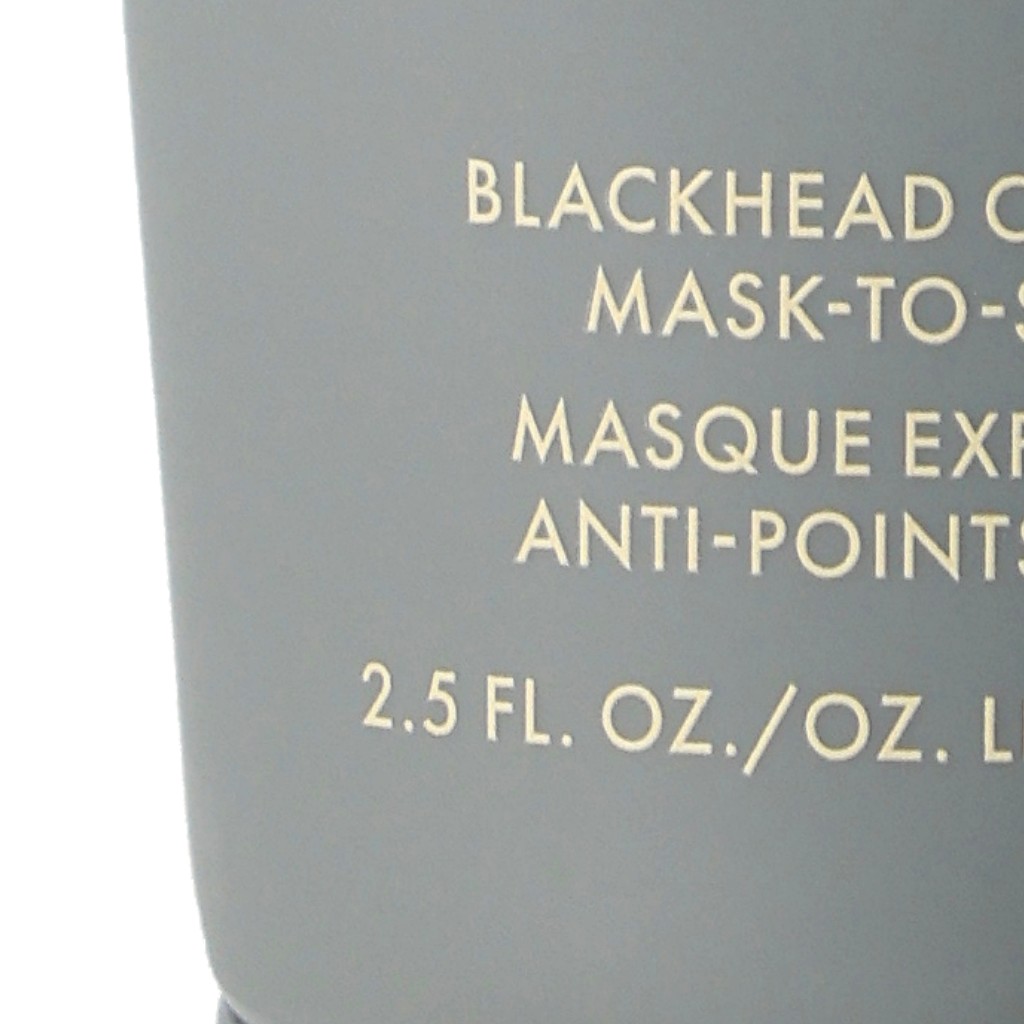 BLACKHEAD
MASK-TO-
MASQUE
ANTI-POINTS
2.5 FL. OZ./OZ.